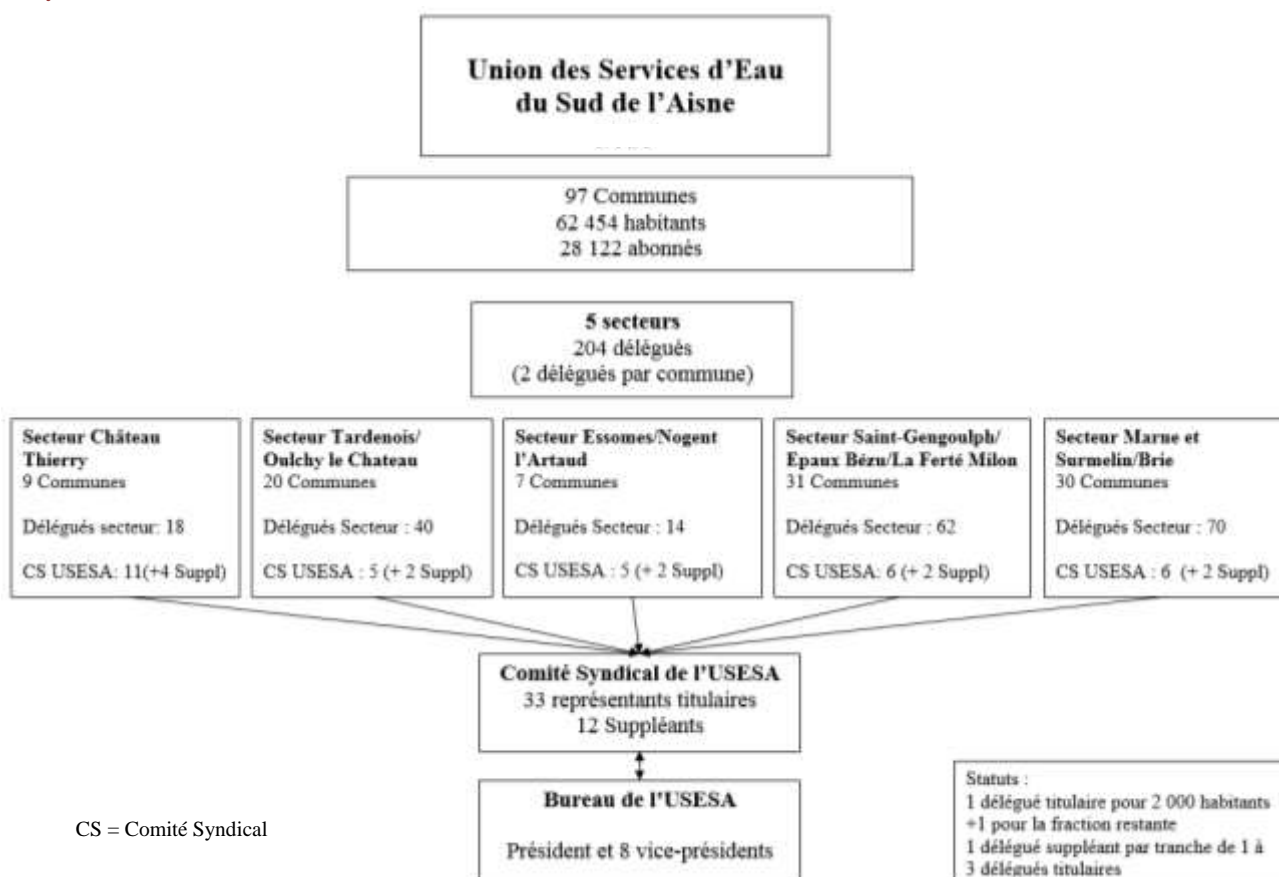 Union des Services d'Eau
du Sud de l'Aisne
97 Communes
62 454 habitants
28 122 abonnés
5 secteurs
204 délégués
(2 délégués par commune)
Secteur Château
Thierry
9 Communes
Délégués secteur: 18
CS USESA: 11(+4 Suppl)
Secteur Tardenois/
Oulchy le Chateau
20 Communes
Délégués Secteur : 40
CS USESA : 5 (+ 2 Suppl)
Secteur Essomes/Nogent
l'Artaud
7 Communes
Délégués Secteur : 14
CS USESA : 5 (+ 2 Suppl)
Secteur Saint-Gengoulph/
Epaux Bézu/La Ferté Milon
31 Communes
Délégués Secteur : 62
CS USESA: 6 (+ 2 Suppl)
Secteur Marne et
Surmelin/Brie
30 Communes
Délégués Secteur : 70
CS USESA : 6 (+ 2 Suppl)
Comité Syndical de l'USESA
33 représentants titulaires
12 Suppléants
Bureau de l'USESA
Président et 8 vice-présidents
CS = Comité Syndical
Statuts :
1 délégué titulaire pour 2 000 habitants
+1 pour la fraction restante
1 délégué suppléant par tranche de 1 à
3 délégués titulaires